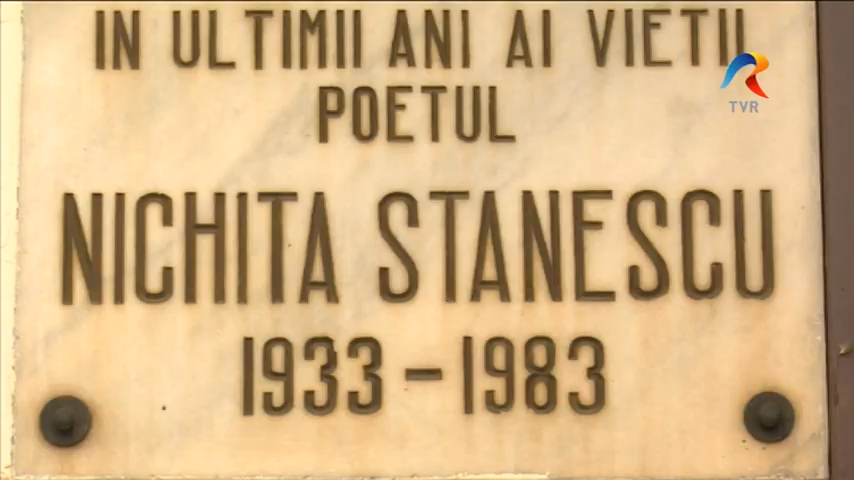 IN ULTIMII ANI AI VIETII
POETUL
NICHITA STANESCU
1933 – 1983
TVR